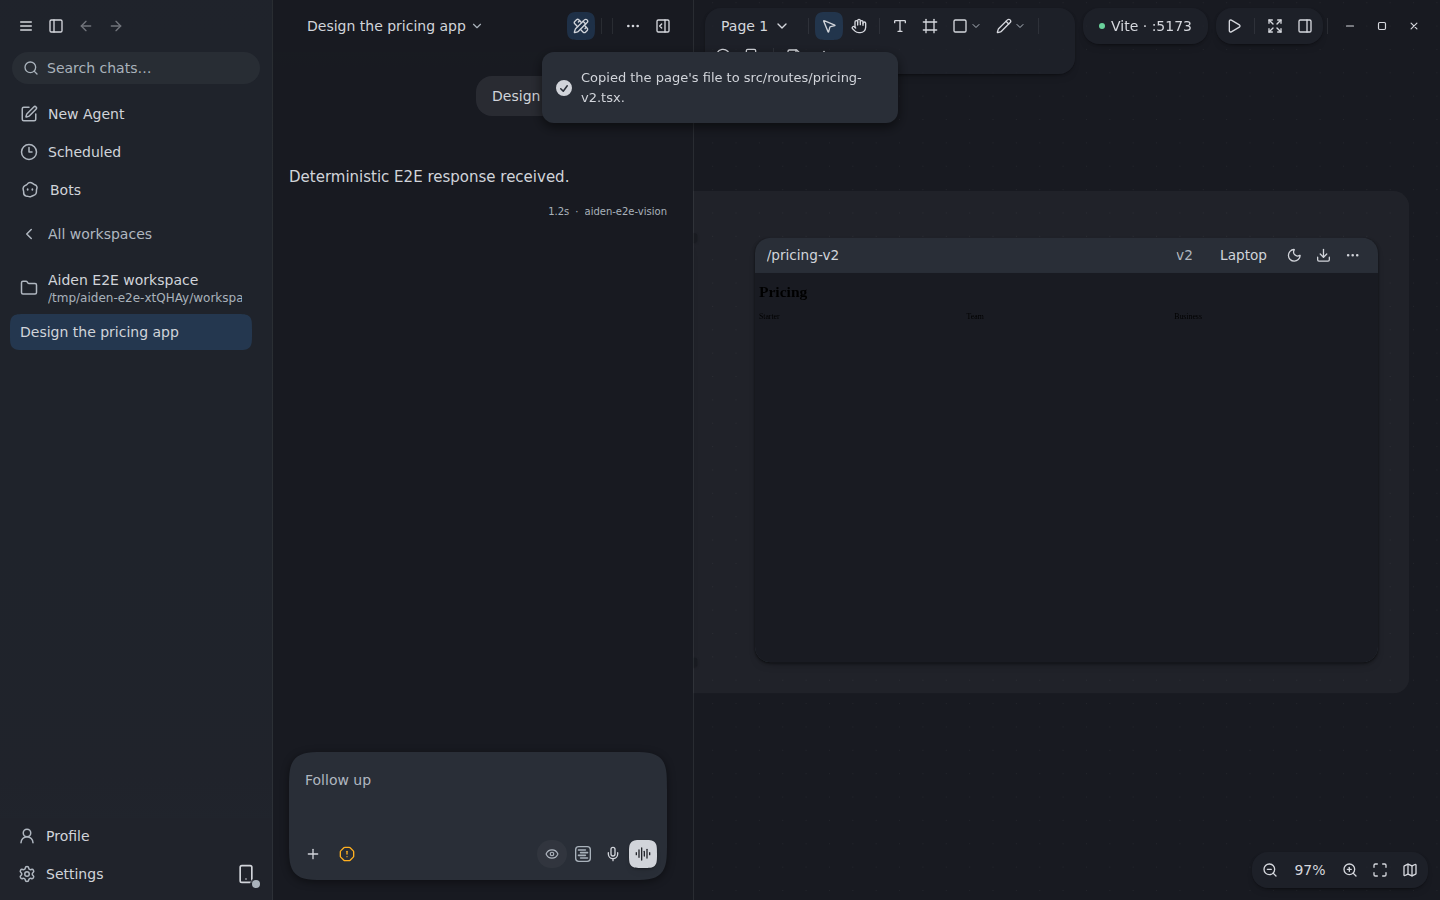 Design the pricing app
Page 1
Vite · :5173
Search chats…
Copied the page's file to src/routes/pricing-
v2.tsx.
Design
New Agent
Scheduled
Bots
Deterministic E2E response received.
1.2s · aiden-e2e-vision
All workspaces
Aiden E2E workspace
/tmp/aiden-e2e-xtQHAy/workspa
Design the pricing app
/pricing-v2
v2
Laptop
Pricing
Starter
Team
Business
Follow up
Profile
Settings
97%